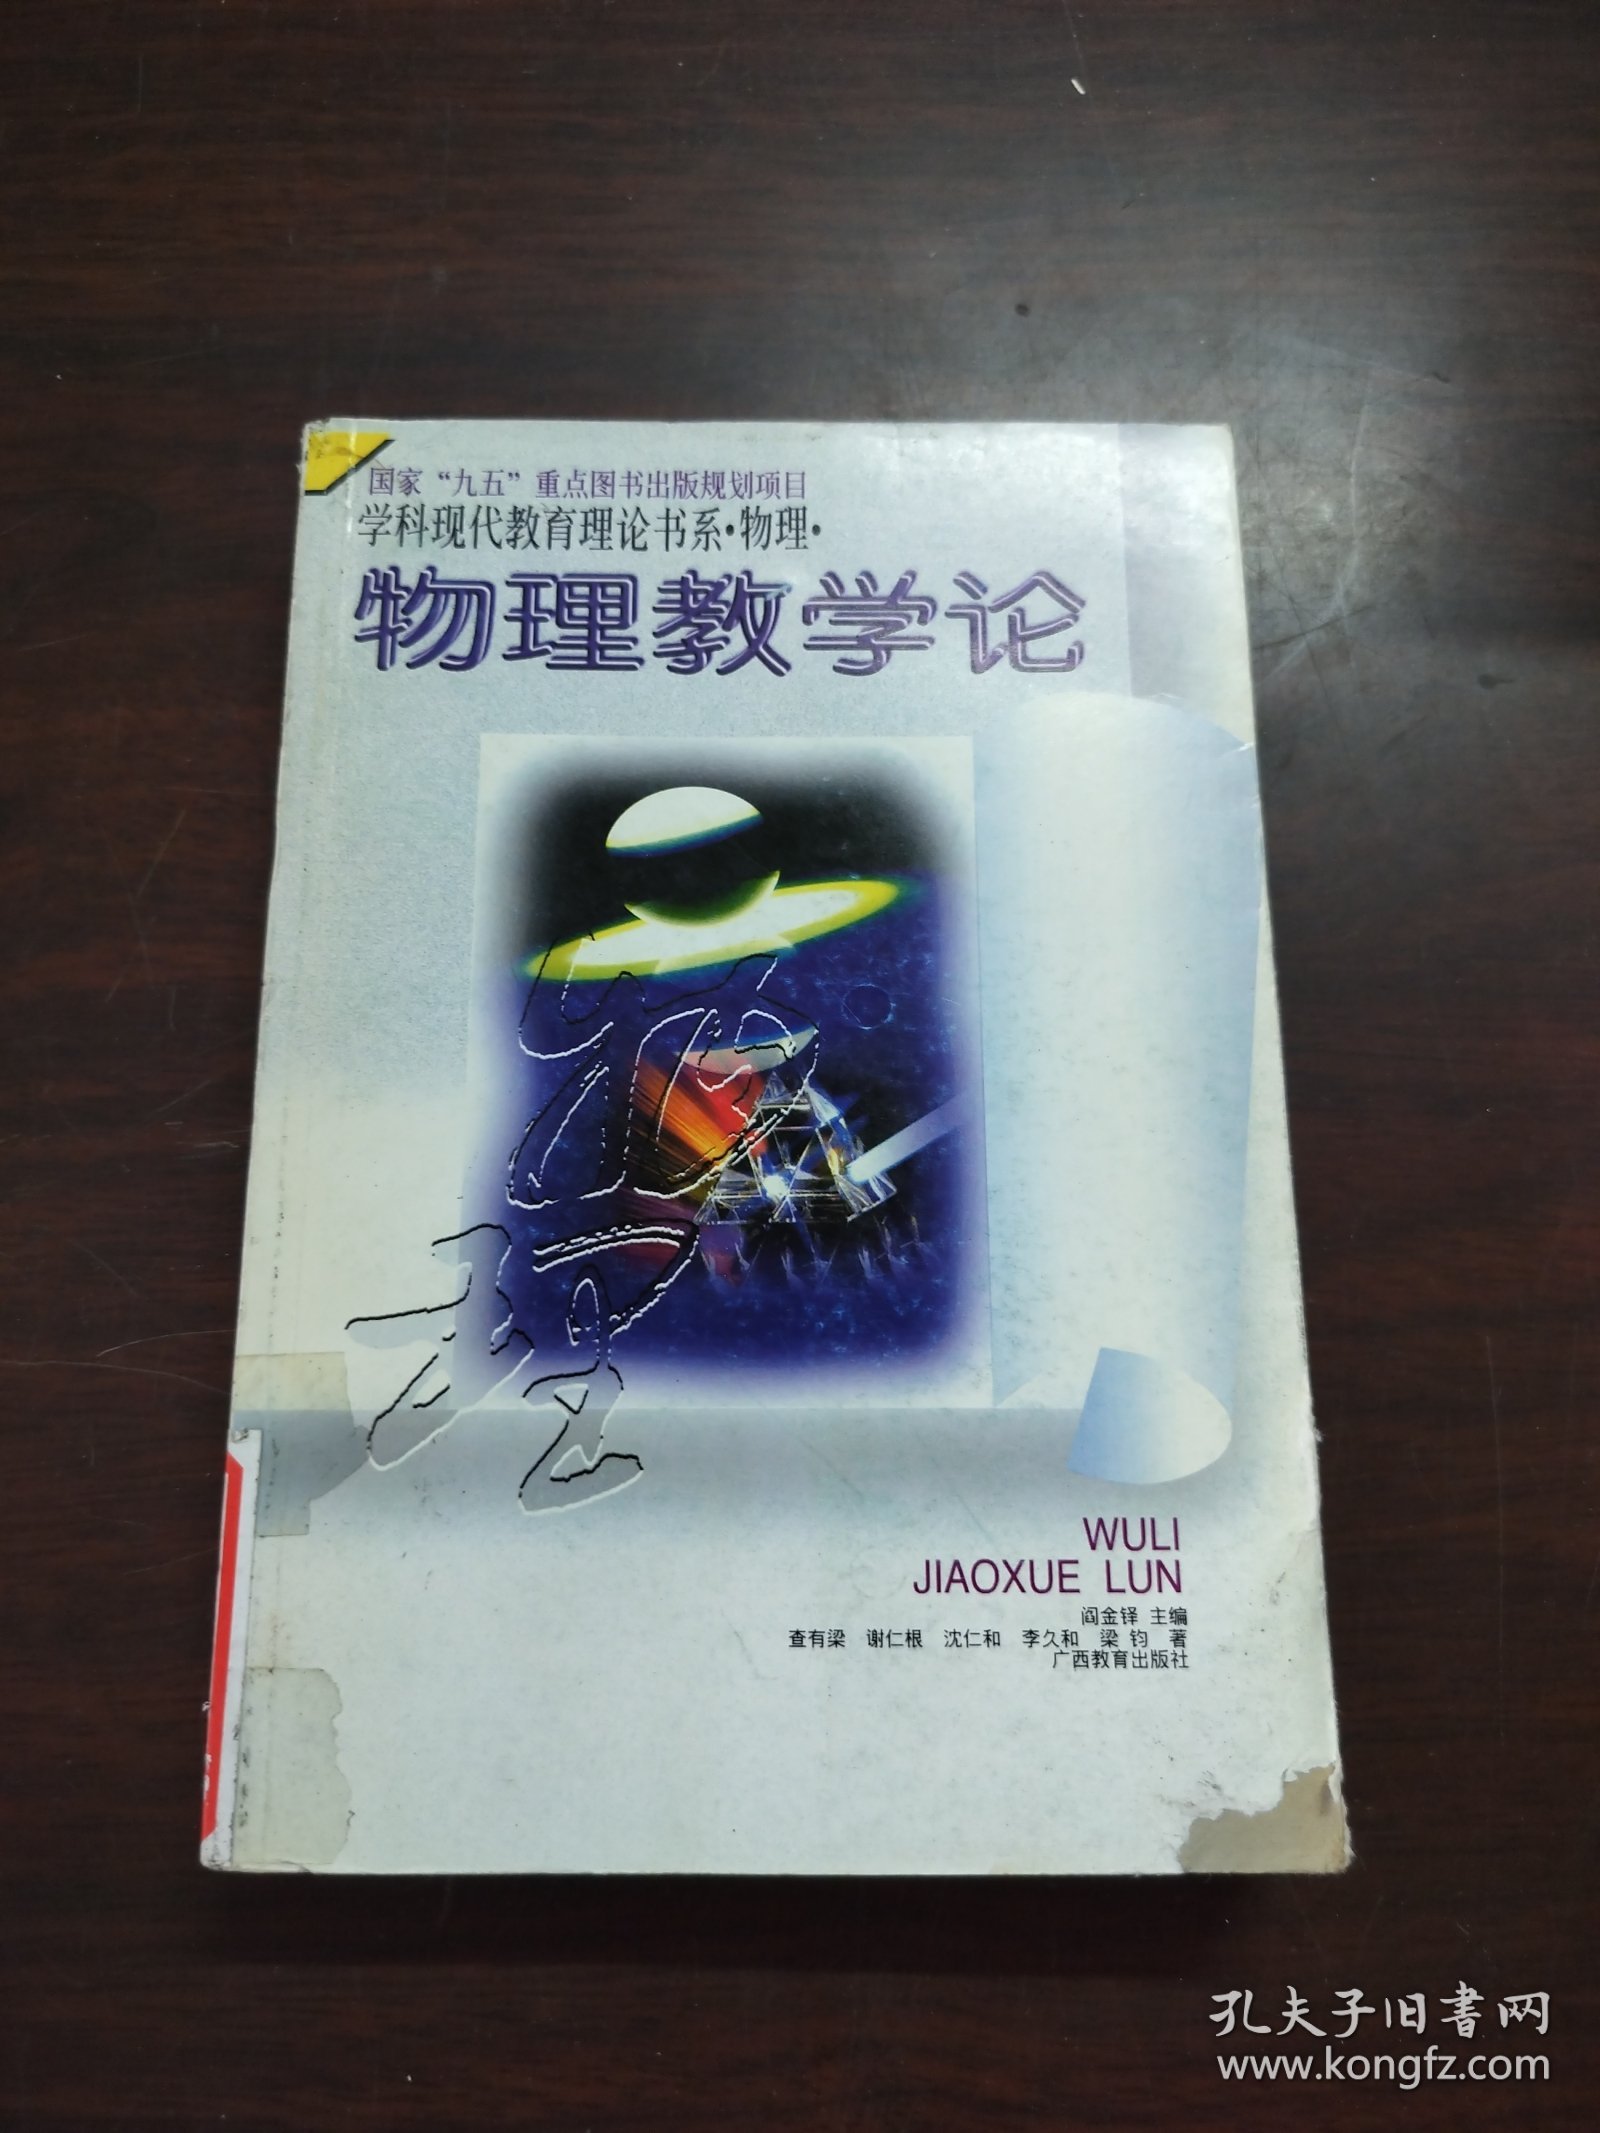 国家“九五”重点图书出版规划项目
学科现代教育理论书系·物理·
物理教学论
物
理
WULI
JIAOXUE LUN
阎金铎 主编
查有梁 谢仁根 沈仁和 李久和 梁钧 著
广西教育出版社
孔夫子旧书网
www.kongfz.com